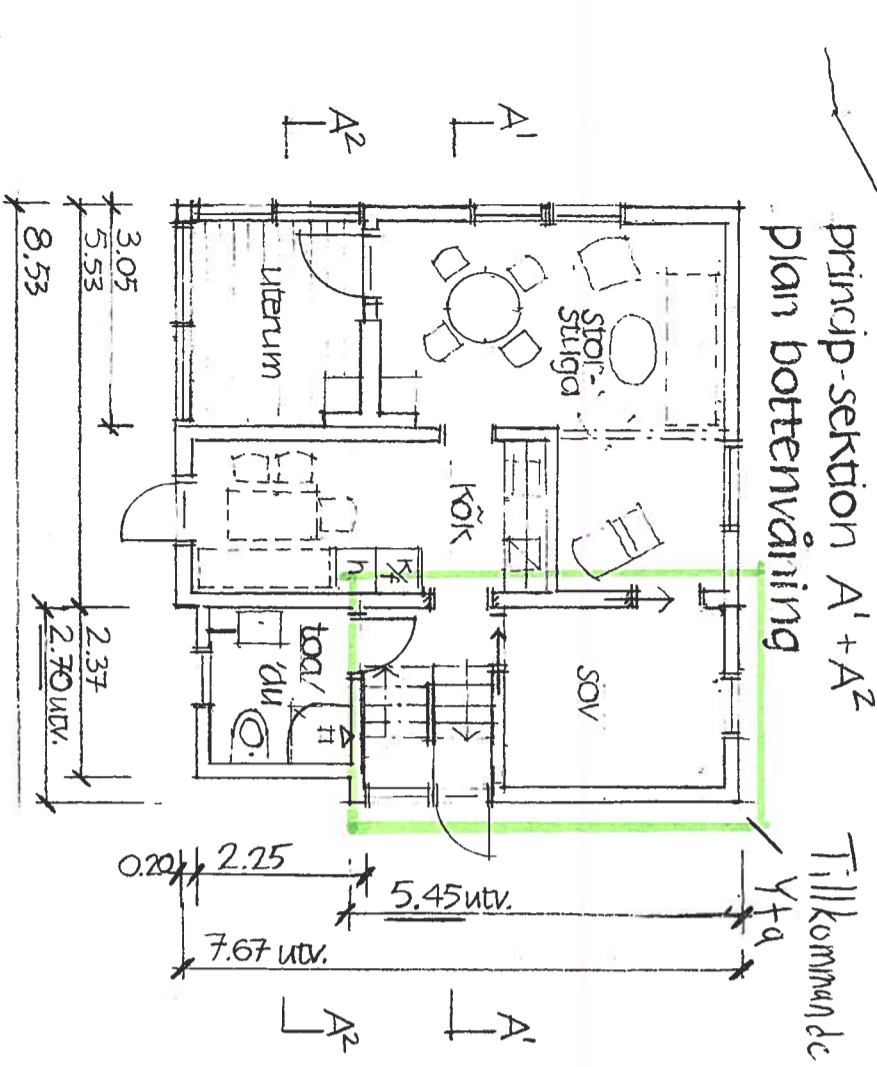 princip-sektion A¹+A²
plan bottenvåning
Tillkommande
Yta
A¹
A²
stor-
stuga
uterum
kök
K/f
h
sov
toa/
du
3.05
5.53
8.53
2.37
2.70 utv.
0.20
2.25
5.45 utv.
7.67 utv.
A¹
A²